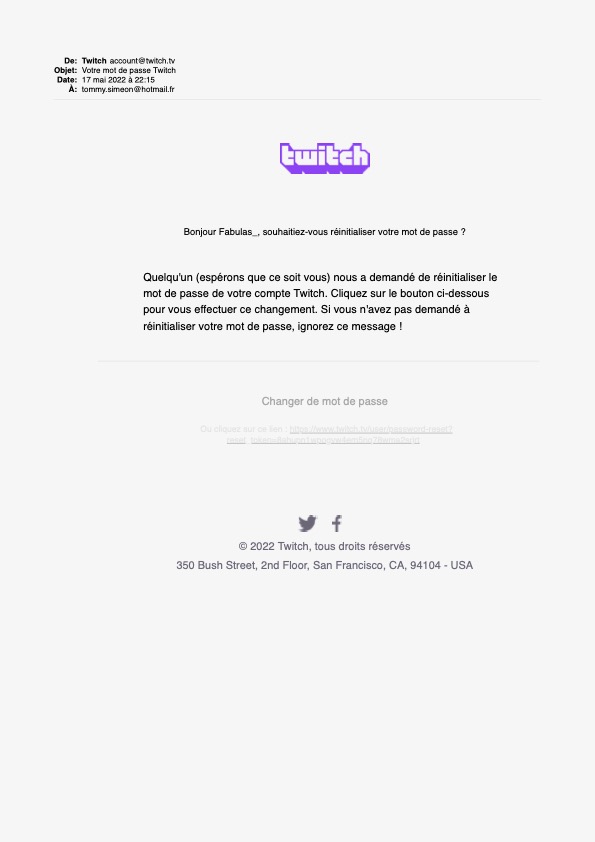 De: Twitch account@twitch.tv
Objet: Votre mot de passe Twitch
Date: 17 mai 2022 à 22:15
À: tommy.simeon@hotmail.fr
twitch
Bonjour Fabulas_, souhaitiez-vous réinitialiser votre mot de passe ?
Quelqu'un (espérons que ce soit vous) nous a demandé de réinitialiser le
mot de passe de votre compte Twitch. Cliquez sur le bouton ci-dessous
pour vous effectuer ce changement. Si vous n'avez pas demandé à
réinitialiser votre mot de passe, ignorez ce message !
Changer de mot de passe
Ou cliquez sur ce lien : https://www.twitch.tv/user/password-reset?
© 2022 Twitch, tous droits réservés
350 Bush Street, 2nd Floor, San Francisco, CA, 94104 - USA